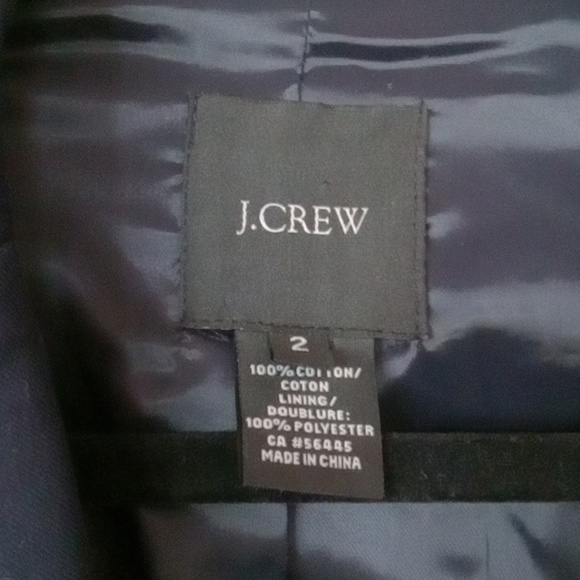 J.CREW
2
100% COTTON/
COTON
LINING/
DOUBLURE:
100% POLYESTER
CA #56445
MADE IN CHINA